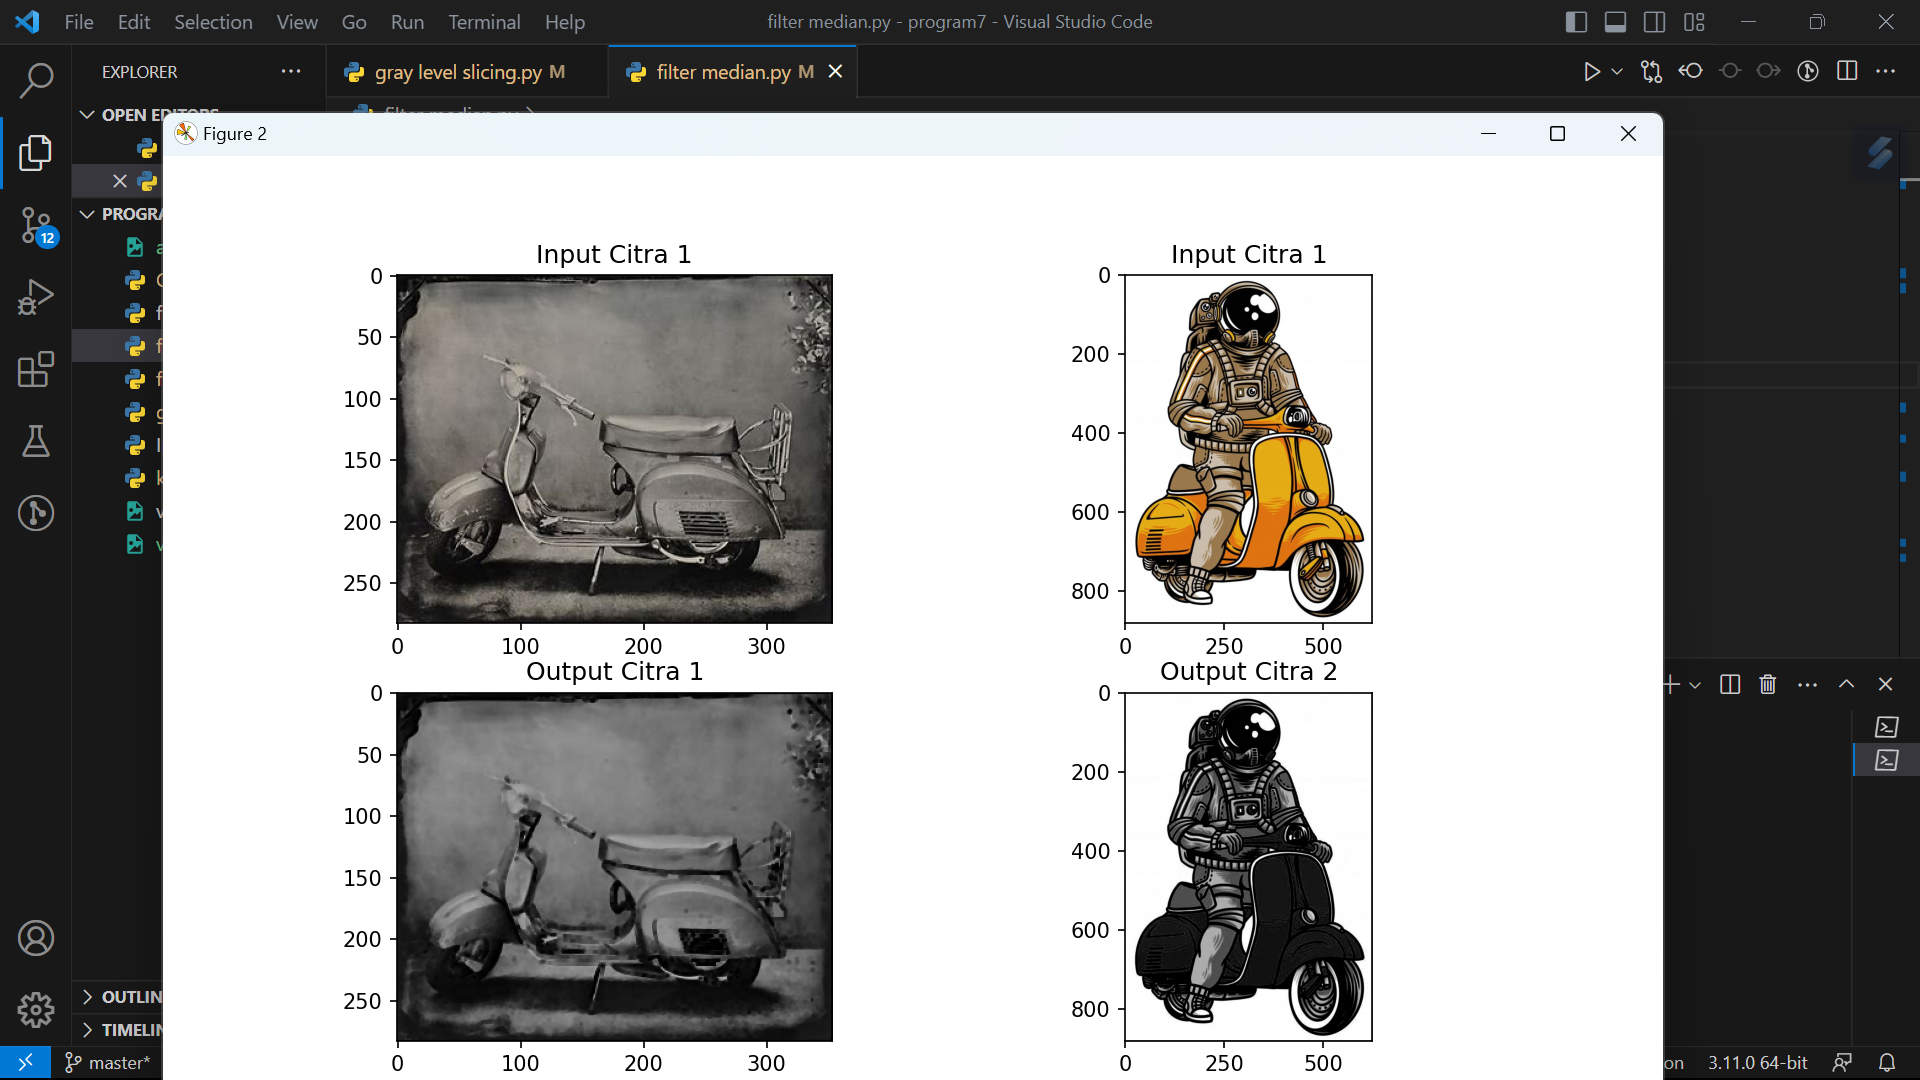 File Edit Selection View Go Run Terminal Help
filter median.py - program7 - Visual Studio Code
EXPLORER
gray level slicing.py M
filter median.py M
OPEN EDITORS
Figure 2
PROGRA
12
a
f
f
f
g
l
k
v
v
Input Citra 1
0
50
100
150
200
250
0 100 200 300
Input Citra 1
0
200
400
600
800
0 250 500
Output Citra 1
0
50
100
150
200
250
0 100 200 300
Output Citra 2
0
200
400
600
800
0 250 500
OUTLIN
TIMELIN
master*
on
3.11.0 64-bit